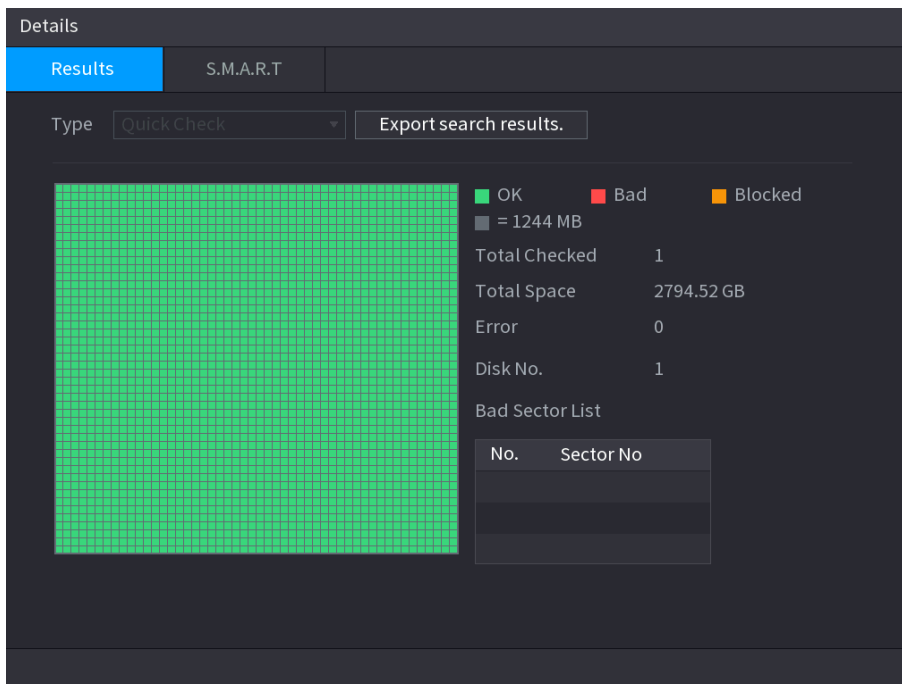 Details
Results S.M.A.R.T
Type Quick Check Export search results.
OK Bad Blocked
= 1244 MB
Total Checked 1
Total Space 2794.52 GB
Error 0
Disk No. 1
Bad Sector List
No. Sector No